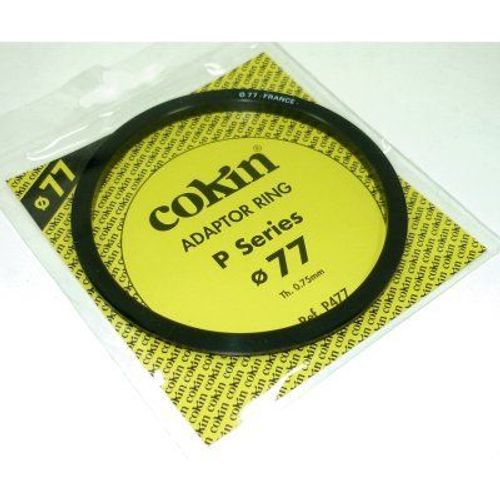 ø 77 - FRANCE -
ø77
cokin®
ADAPTOR RING
P Series
ø77
Th. 0.75mm
Ref. P477